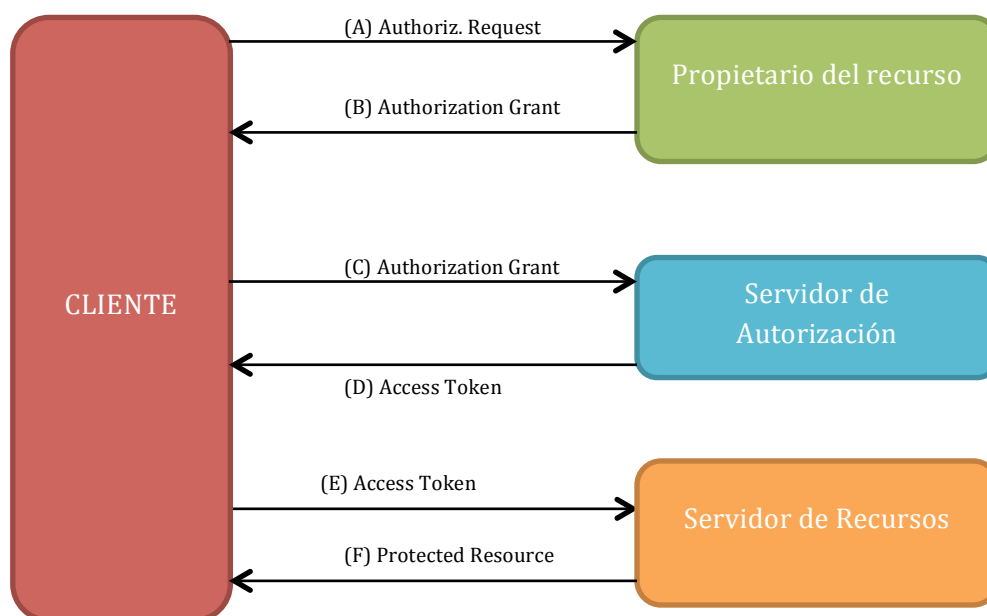 (A) Authoriz. Request
Propietario del recurso
(B) Authorization Grant
(C) Authorization Grant
CLIENTE
Servidor de
Autorización
(D) Access Token
(E) Access Token
Servidor de Recursos
(F) Protected Resource